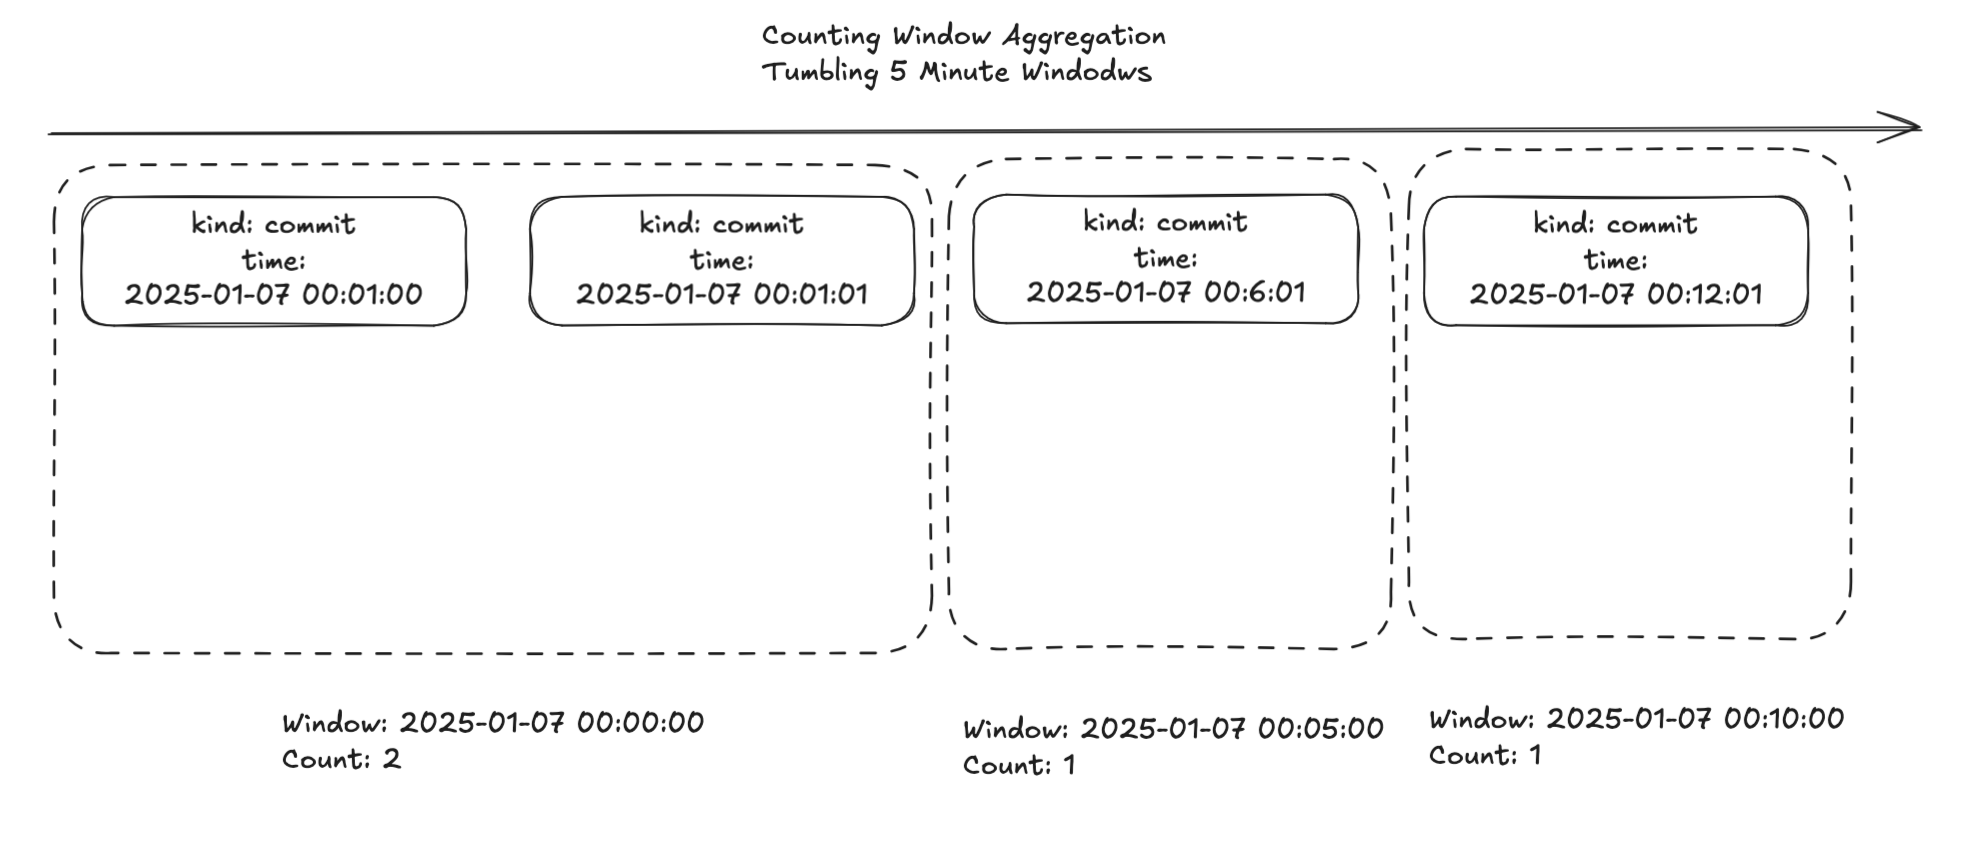 Counting Window Aggregation
Tumbling 5 Minute Windodws
kind: commit
time:
2025-01-07 00:01:00
kind: commit
time:
2025-01-07 00:01:01
kind: commit
time:
2025-01-07 00:6:01
kind: commit
time:
2025-01-07 00:12:01
Window: 2025-01-07 00:00:00
Count: 2
Window: 2025-01-07 00:05:00
Count: 1
Window: 2025-01-07 00:10:00
Count: 1